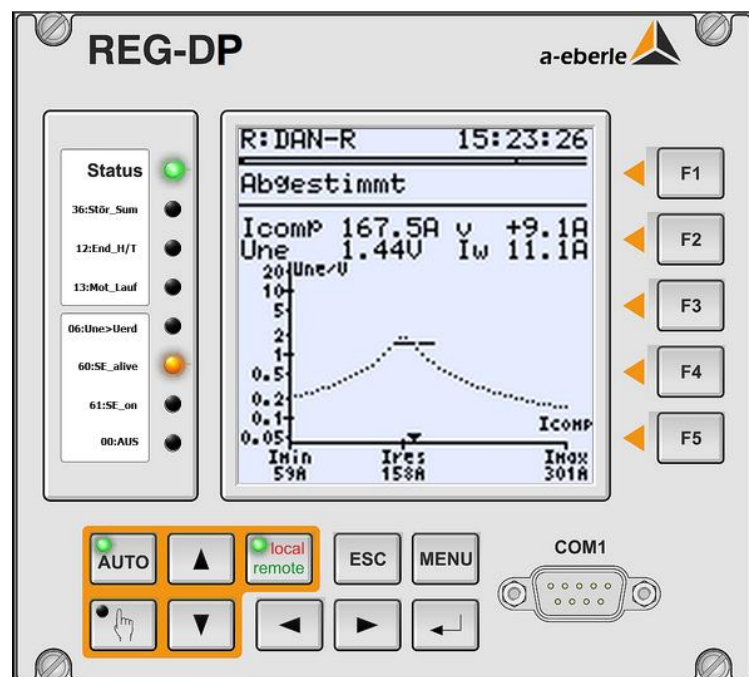 REG-DP
a-eberle
Status
36:Stör_Sum
12:End_H/T
13:Mot_Lauf
06:Une>Uerd
60:SE_alive
61:SE_on
00:AUS
R:DAN-R 15:23:26
Abgestimmt
Icomp 167.5A v +9.1A
Une 1.44V Iw 11.1A
Une/V
20
10
5
2
1
0.5
0.2
0.1
0.05
Icomp
Imin Ires Imax
59A 158A 301A
F1
F2
F3
F4
F5
AUTO
local
remote
ESC
MENU
COM1